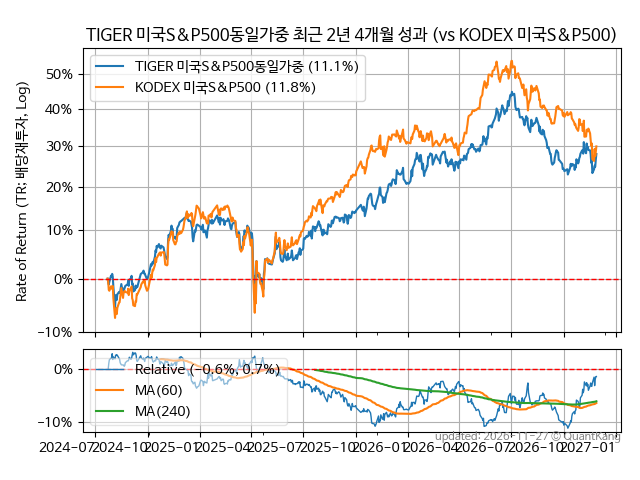 TIGER 미국S&P500동일가중 최근 2년 4개월 성과 (vs KODEX 미국S&P500)
Rate of Return (TR: 배당재투자, Log)
TIGER 미국S&P500동일가중 (11.1%)
KODEX 미국S&P500 (11.8%)
50%
40%
30%
20%
10%
0%
−10%
Relative (−0.6%, 0.7%)
MA(60)
MA(240)
0%
−10%
updated: 2026-11-27 © QuantKang
2024-07 2024-10 2025-01 2025-04 2025-07 2025-10 2026-01 2026-04 2026-07 2026-10 2027-01